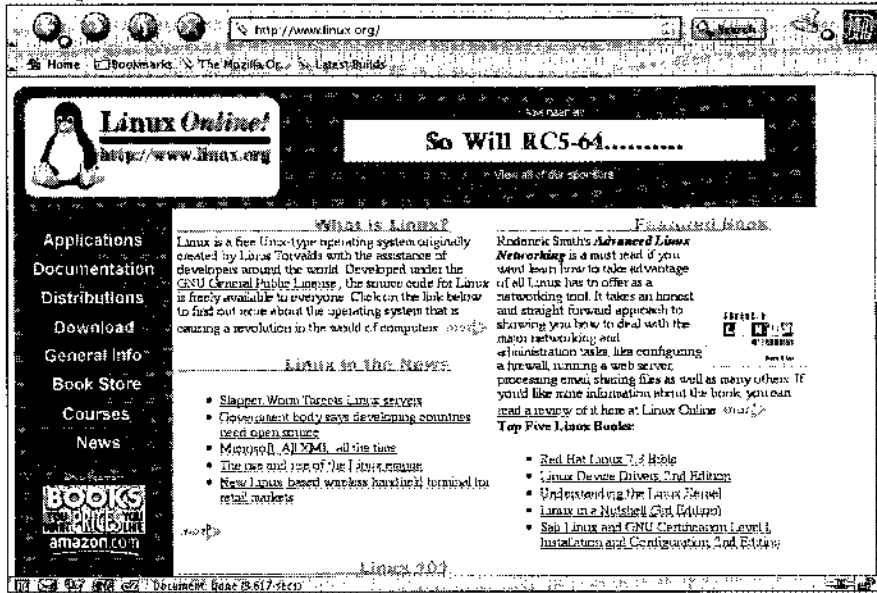 http://www.linux.org/
Search
Home Bookmarks The Mozilla Or... Latest Builds
Linux Online!
http://www.linux.org
So Will RC5-64..........
View all of our sponsors
Applications
Documentation
Distributions
Download
General Info
Book Store
Courses
News
BOOKS
YOU WANT PRICES YOU LIKE
amazon.com
What is Linux?
Linux is a free Unix-type operating system originally
created by Linus Torvalds with the assistance of
developers around the world. Developed under the
GNU General Public License, the source code for Linux
is freely available to everyone. Click on the link below
to find out more about the operating system that is
causing a revolution in the world of computers more
Linux in the News
Slapper Worm Targets Linux servers
Government body says developing countries
need open source
Microsoft: All XML, all the time
The rise and rise of the Linux engine
New Linux-based wireless handheld terminal for
retail markets
more
Linux 101
Featured Book
Roderick Smith's Advanced Linux
Networking is a must read if you
want learn how to take advantage
of all Linux has to offer as a
networking tool. It takes an honest
and straight forward approach to
showing you how to deal with the
major networking and
administration tasks, like configuring
a firewall, running a web server,
processing email, sharing files as well as many others. If
you'd like more information about the book, you can
read a review of it here at Linux Online more
Top Five Linux Books:
Red Hat Linux 7.3 Bible
Linux Device Drivers, 2nd Edition
Understanding the Linux Kernel
Linux in a Nutshell (3rd Edition)
Sair Linux and GNU Certification Level I,
Installation and Configuration, 2nd Edition
Document: Done (8.617 secs)